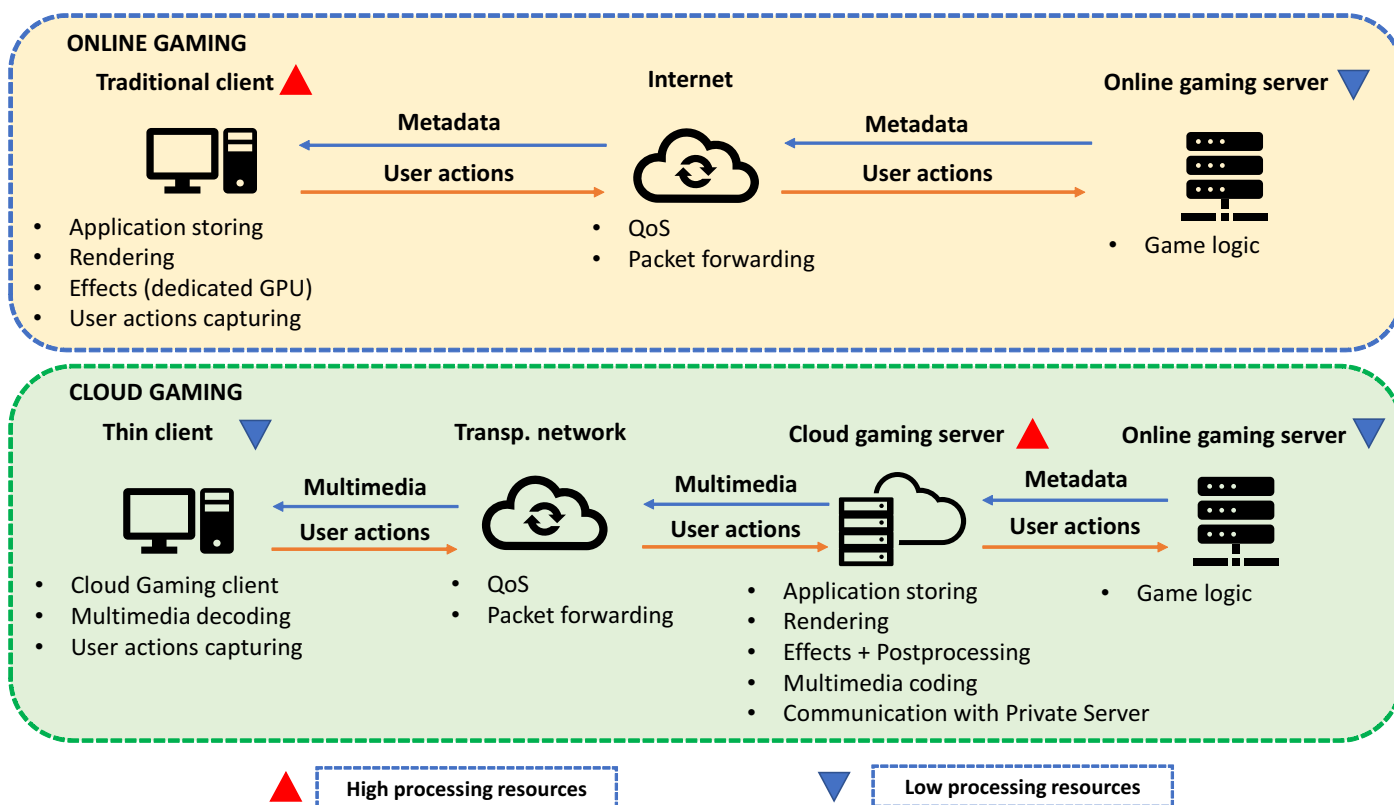 ONLINE GAMING
Traditional client
Internet
Online gaming server
Metadata
Metadata
User actions
User actions
• Application storing
• Rendering
• Effects (dedicated GPU)
• User actions capturing
• QoS
• Packet forwarding
• Game logic
CLOUD GAMING
Thin client
Transp. network
Cloud gaming server
Online gaming server
Multimedia
Multimedia
Metadata
User actions
User actions
User actions
• Cloud Gaming client
• Multimedia decoding
• User actions capturing
• QoS
• Packet forwarding
• Application storing
• Rendering
• Effects + Postprocessing
• Multimedia coding
• Communication with Private Server
• Game logic
High processing resources
Low processing resources